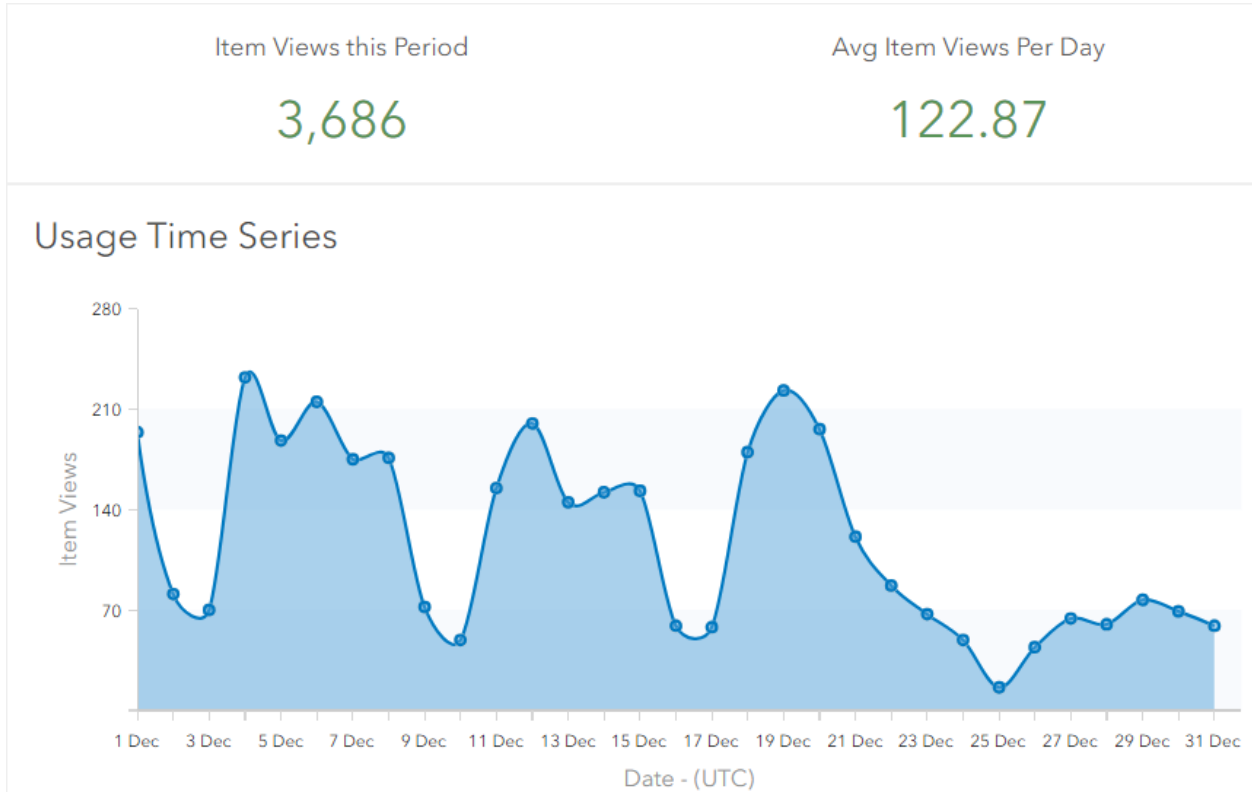 Item Views this Period
Avg Item Views Per Day
3,686
122.87
Usage Time Series
280
210
140
70
Item Views
1 Dec 3 Dec 5 Dec 7 Dec 9 Dec 11 Dec 13 Dec 15 Dec 17 Dec 19 Dec 21 Dec 23 Dec 25 Dec 27 Dec 29 Dec 31 Dec
Date - (UTC)